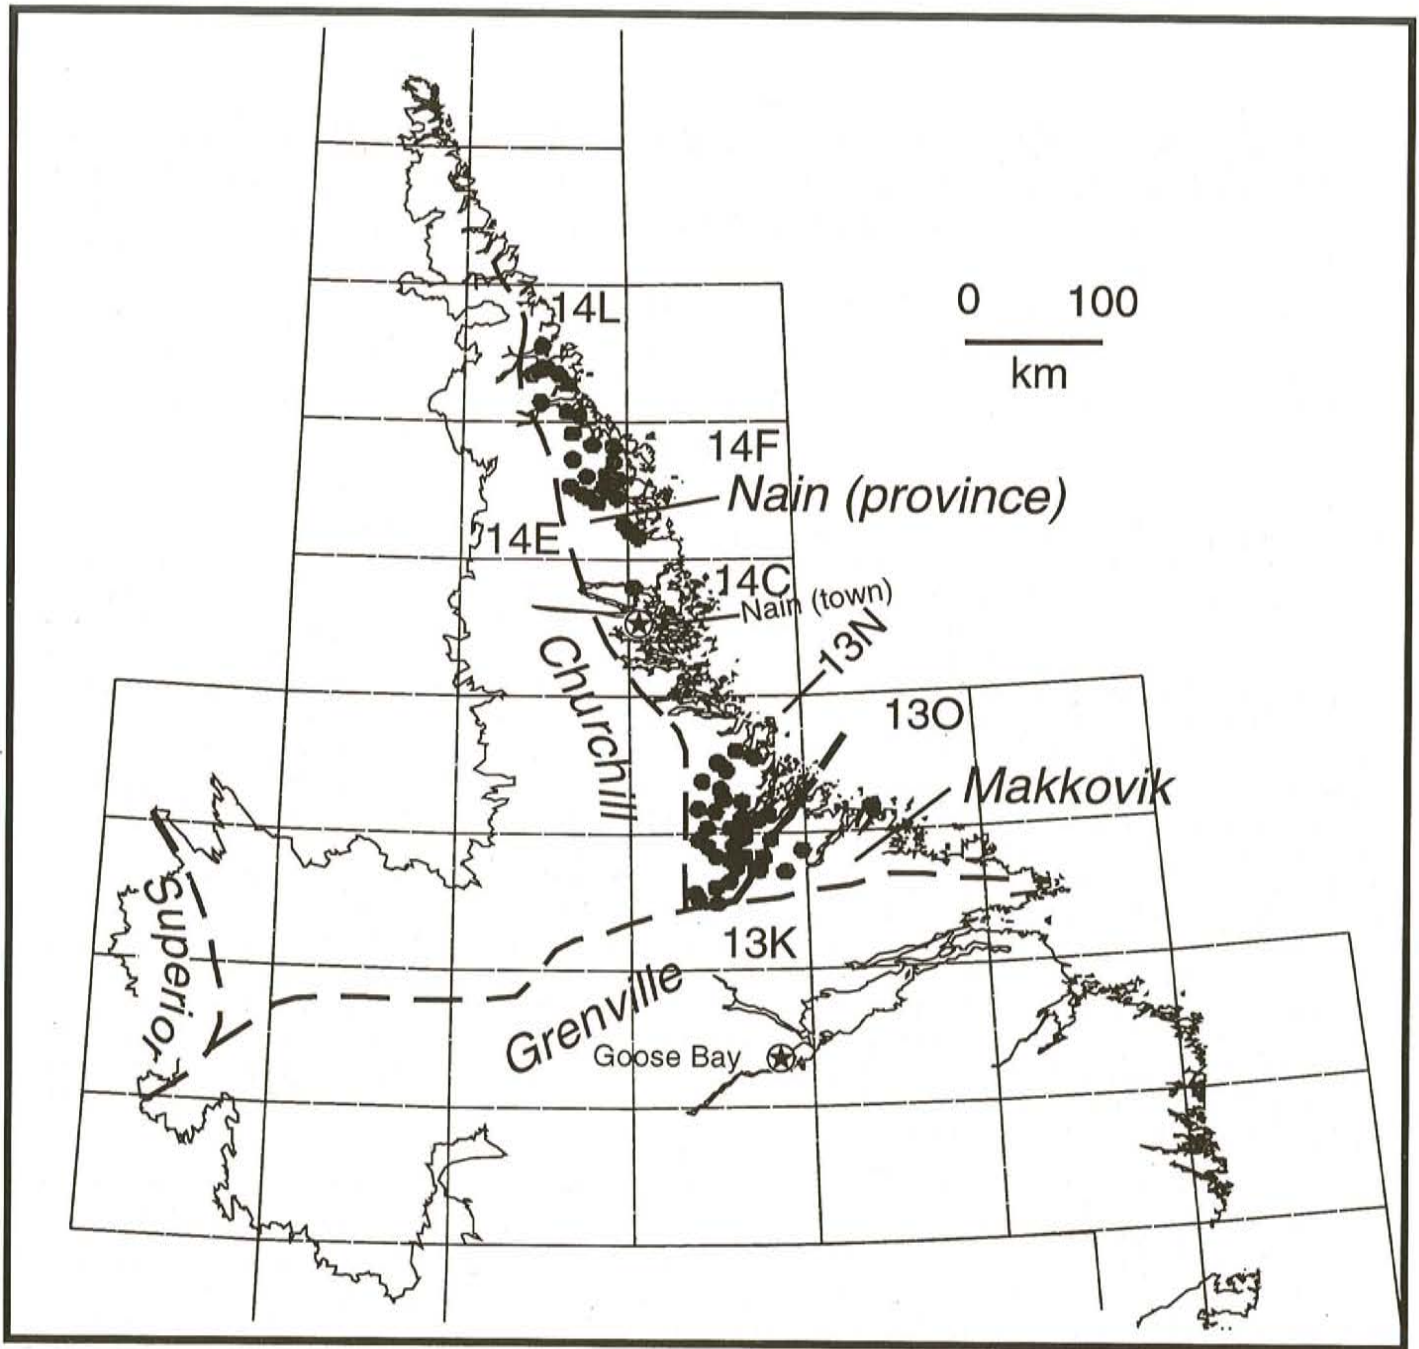 0 100
km
14L
14F
Nain (province)
14E
14C
Nain (town)
13N
Churchill
13O
Makkovik
Superior
13K
Grenville
Goose Bay